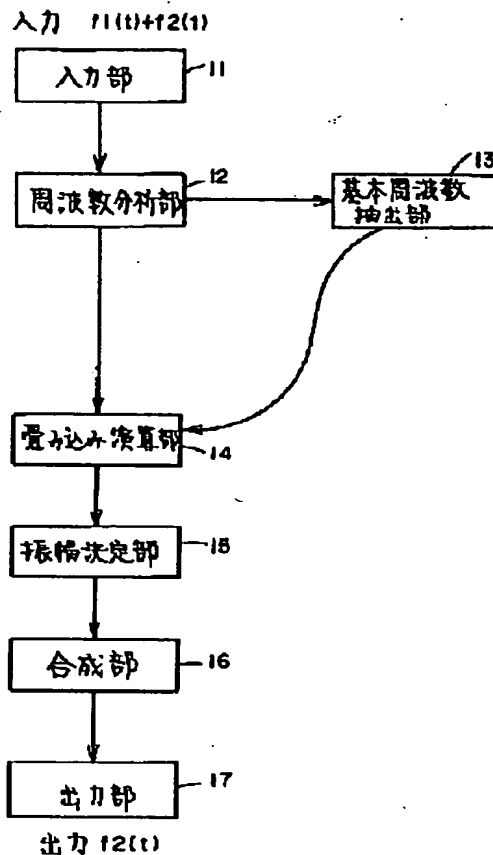 入力 f1(t)+f2(t)
入力部
11
周波数分析部
12
基本周波数
抽出部
13
畳み込み演算部
14
振幅決定部
15
合成部
16
出力部
17
出力 f2(t)